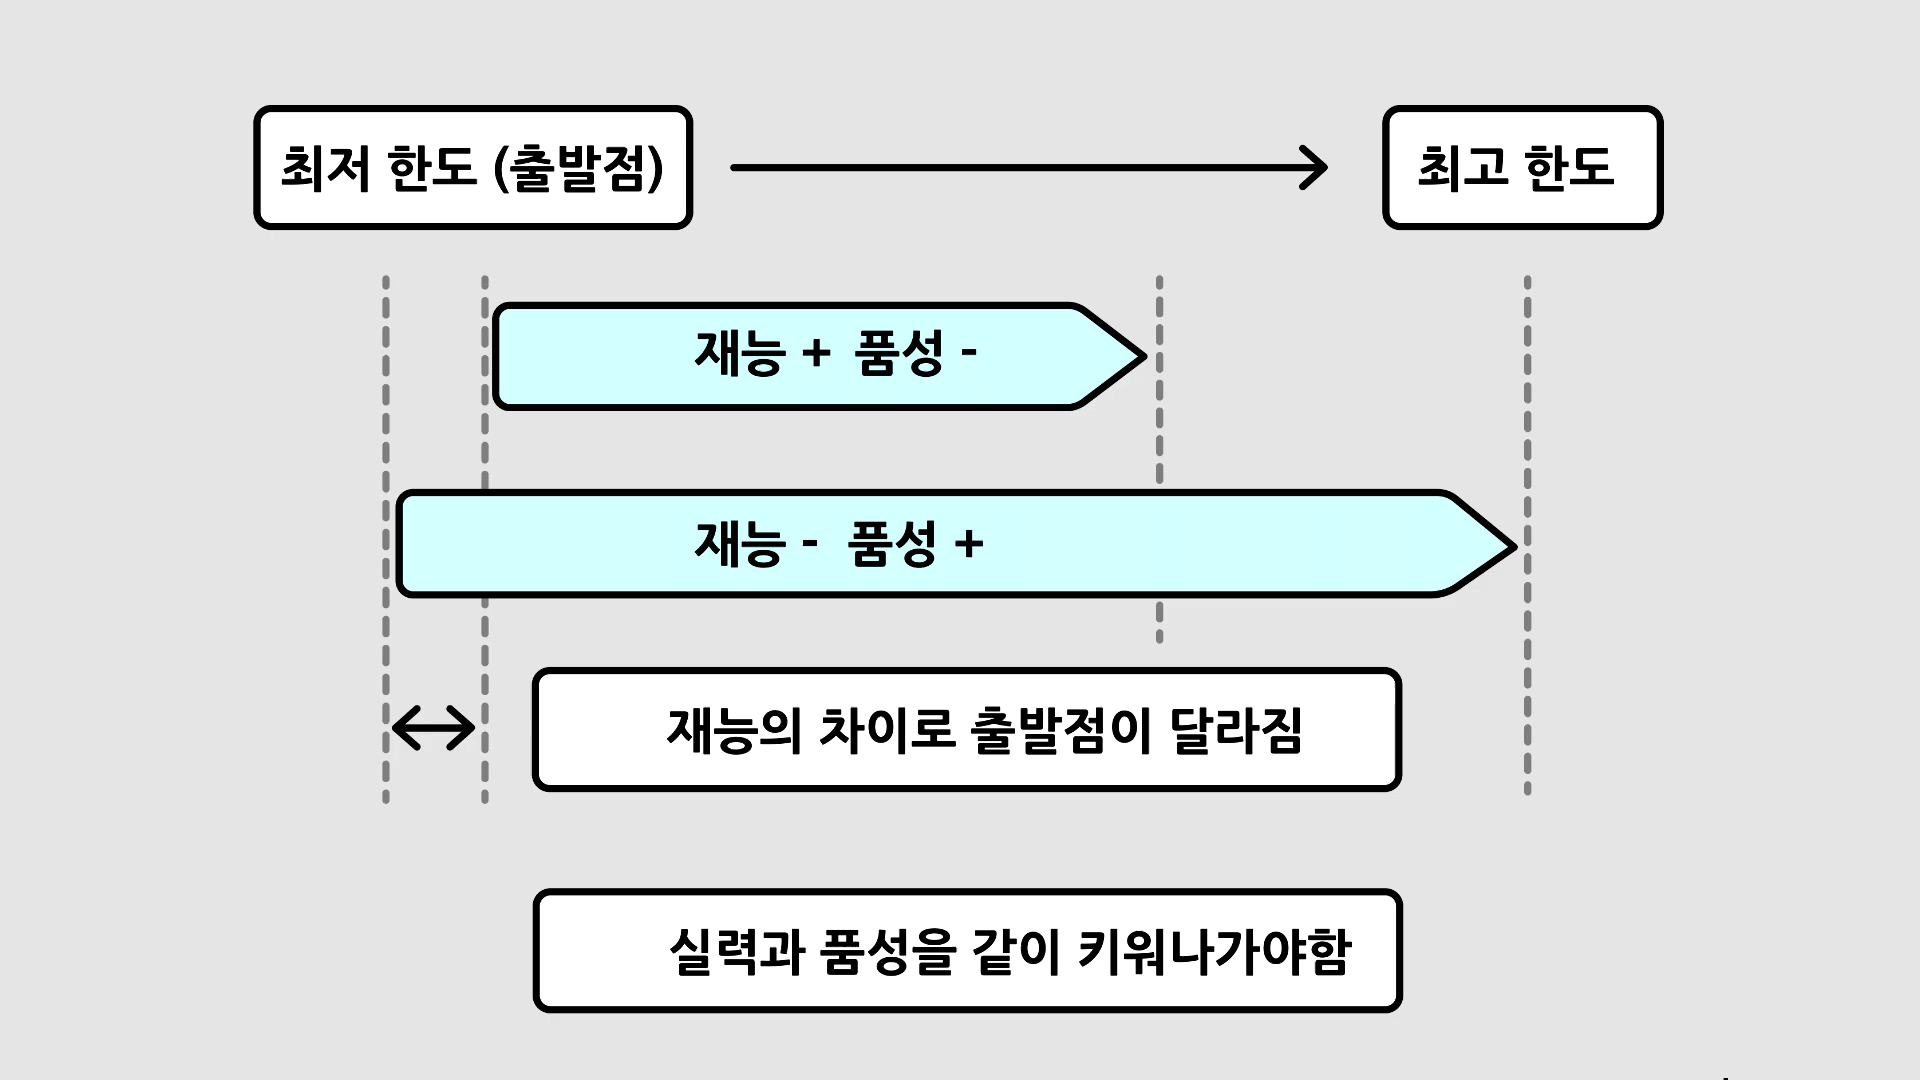 최저 한도 (출발점)
최고 한도
재능 + 품성 -
재능 - 품성 +
재능의 차이로 출발점이 달라짐
실력과 품성을 같이 키워나가야함